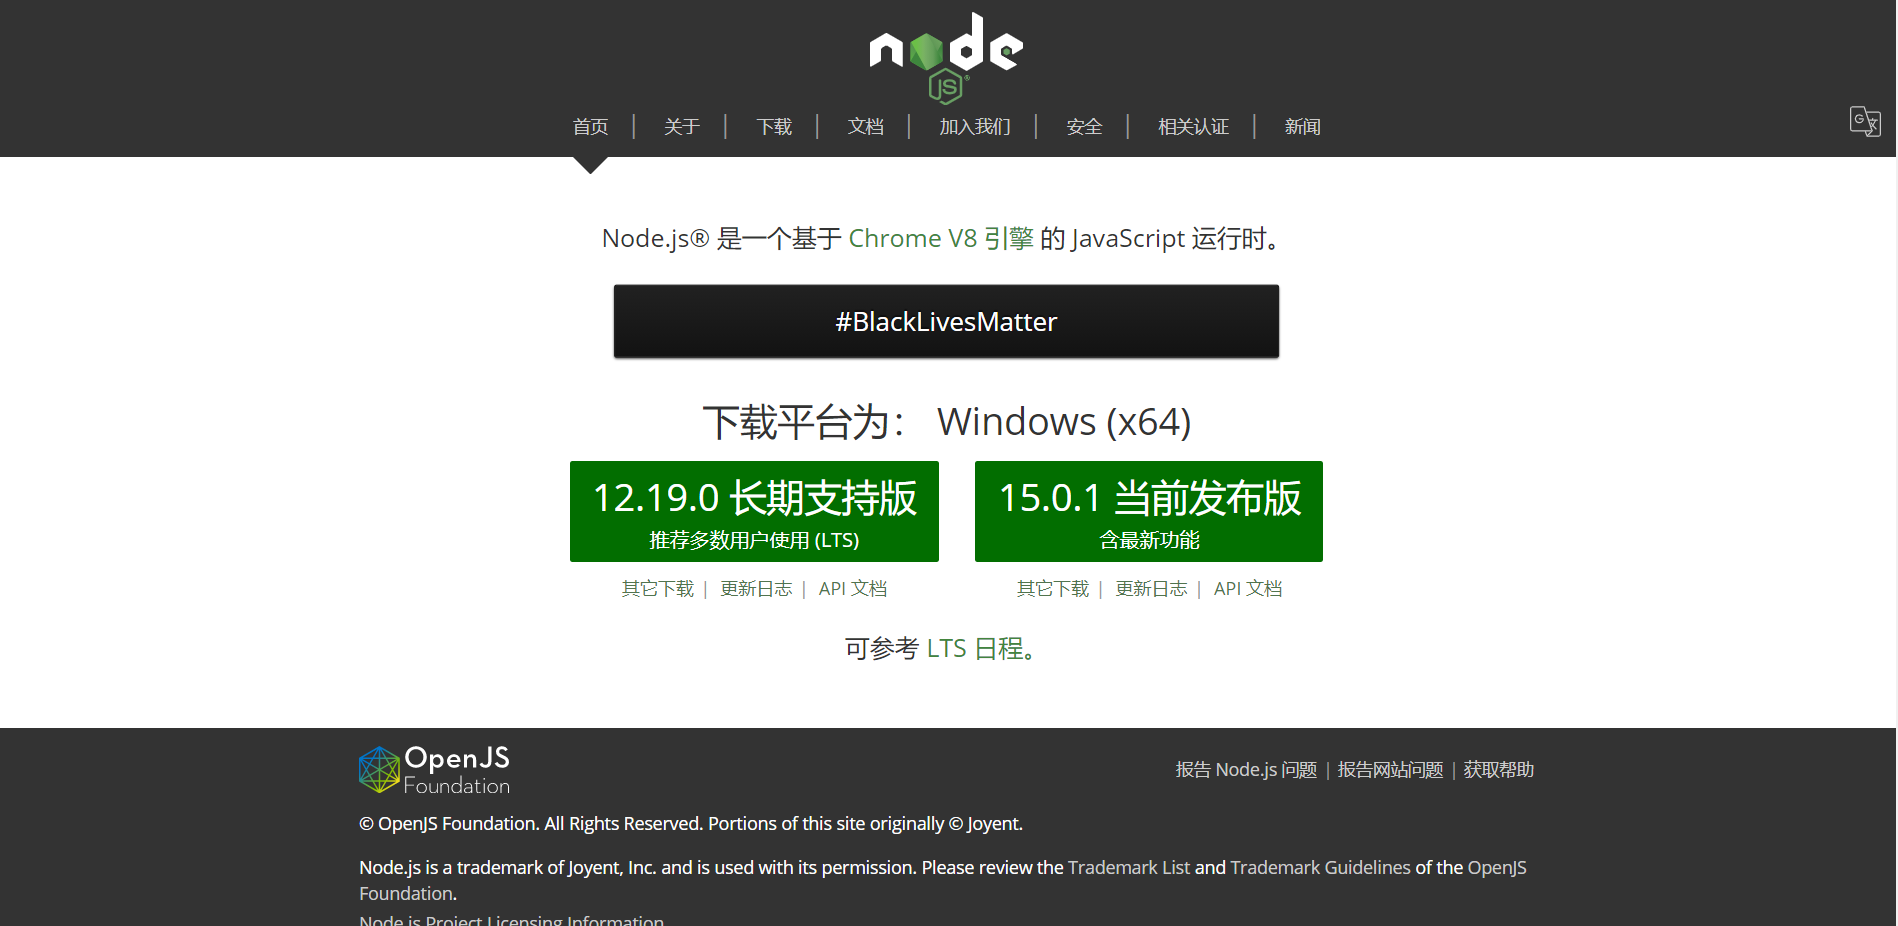 node
JS®
首页 | 关于 | 下载 | 文档 | 加入我们 | 安全 | 相关认证 | 新闻
G文
Node.js® 是一个基于 Chrome V8 引擎 的 JavaScript 运行时。
#BlackLivesMatter
下载平台为： Windows (x64)
12.19.0 长期支持版
推荐多数用户使用 (LTS)
15.0.1 当前发布版
含最新功能
其它下载 | 更新日志 | API 文档
其它下载 | 更新日志 | API 文档
可参考 LTS 日程。
OpenJS
Foundation
报告 Node.js 问题 | 报告网站问题 | 获取帮助
© OpenJS Foundation. All Rights Reserved. Portions of this site originally © Joyent.
Node.js is a trademark of Joyent, Inc. and is used with its permission. Please review the Trademark List and Trademark Guidelines of the OpenJS
Foundation.
Node.js Project Licensing Information